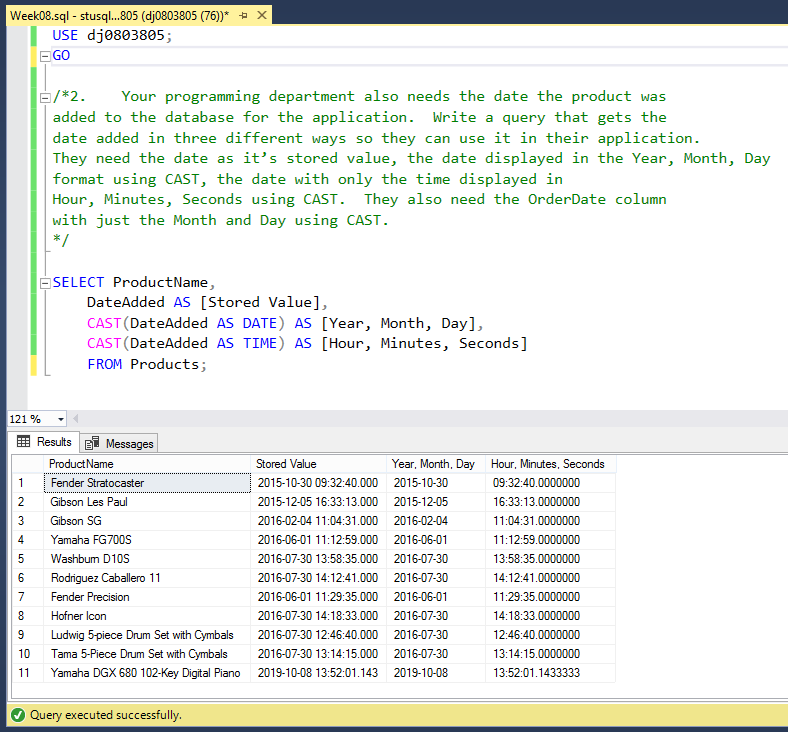 Week08.sql - stusql...805 (dj0803805 (76))*
USE dj0803805;
GO
/*2.    Your programming department also needs the date the product was
added to the database for the application.  Write a query that gets the
date added in three different ways so they can use it in their application.
They need the date as it’s stored value, the date displayed in the Year, Month, Day
format using CAST, the date with only the time displayed in
Hour, Minutes, Seconds using CAST.  They also need the OrderDate column
with just the Month and Day using CAST.
*/
SELECT ProductName,
DateAdded AS [Stored Value],
CAST(DateAdded AS DATE) AS [Year, Month, Day],
CAST(DateAdded AS TIME) AS [Hour, Minutes, Seconds]
FROM Products;
121 %
Results Messages
ProductName Stored Value Year, Month, Day Hour, Minutes, Seconds
1 Fender Stratocaster 2015-10-30 09:32:40.000 2015-10-30 09:32:40.0000000
2 Gibson Les Paul 2015-12-05 16:33:13.000 2015-12-05 16:33:13.0000000
3 Gibson SG 2016-02-04 11:04:31.000 2016-02-04 11:04:31.0000000
4 Yamaha FG700S 2016-06-01 11:12:59.000 2016-06-01 11:12:59.0000000
5 Washburn D10S 2016-07-30 13:58:35.000 2016-07-30 13:58:35.0000000
6 Rodriguez Caballero 11 2016-07-30 14:12:41.000 2016-07-30 14:12:41.0000000
7 Fender Precision 2016-06-01 11:29:35.000 2016-06-01 11:29:35.0000000
8 Hofner Icon 2016-07-30 14:18:33.000 2016-07-30 14:18:33.0000000
9 Ludwig 5-piece Drum Set with Cymbals 2016-07-30 12:46:40.000 2016-07-30 12:46:40.0000000
10 Tama 5-Piece Drum Set with Cymbals 2016-07-30 13:14:15.000 2016-07-30 13:14:15.0000000
11 Yamaha DGX 680 102-Key Digital Piano 2019-10-08 13:52:01.143 2019-10-08 13:52:01.1433333
Query executed successfully.